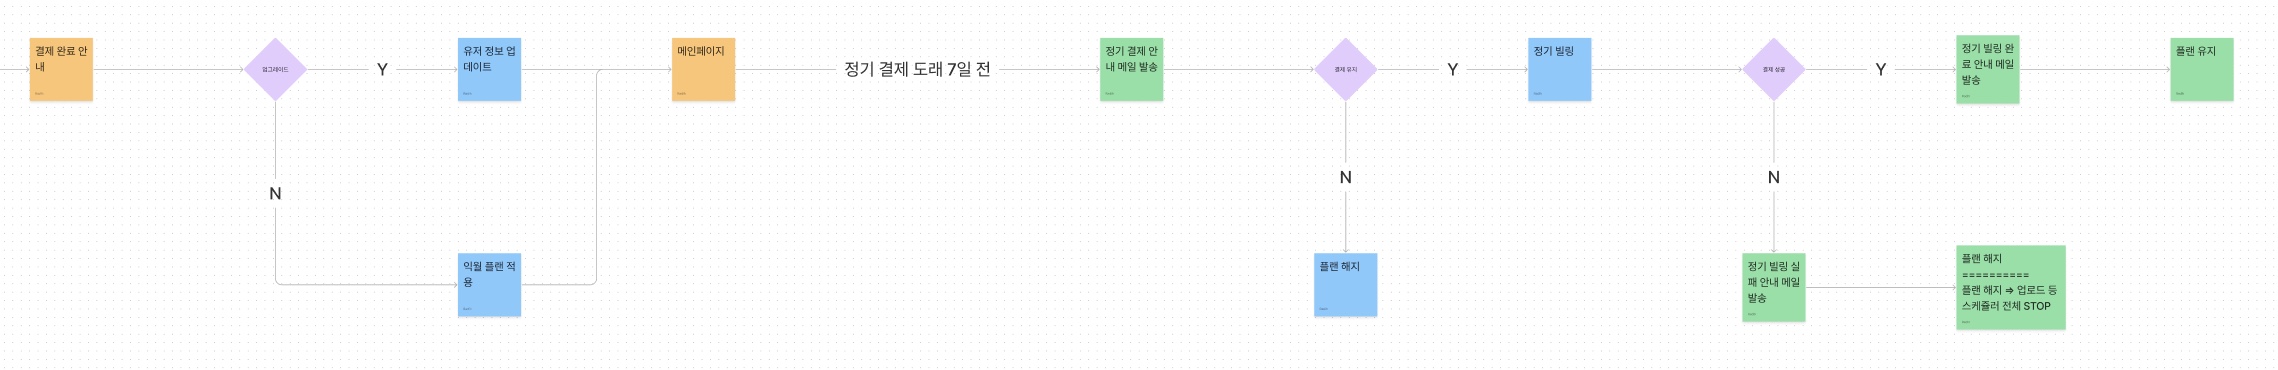 결제 완료 안
내
업그레이드
Y
유저 정보 업
데이트
메인페이지
정기 결제 도래 7일 전
정기 결제 안
내 메일 발송
결제 유지
Y
정기 빌링
결제 성공
Y
정기 빌링 완
료 안내 메일
발송
플랜 유지
N
익월 플랜 적
용
N
플랜 해지
N
정기 빌링 실
패 안내 메일
발송
플랜 해지
==========
플랜 해지 => 업로드 등
스케쥴러 전체 STOP